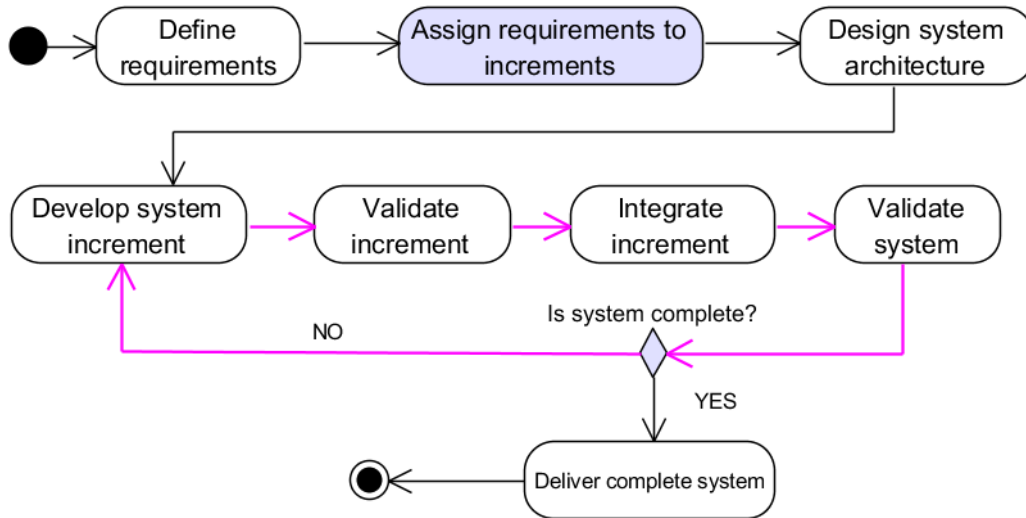 Define
requirements
Assign requirements to
increments
Design system
architecture
Develop system
increment
Validate
increment
Integrate
increment
Validate
system
Is system complete?
NO
YES
Deliver complete system